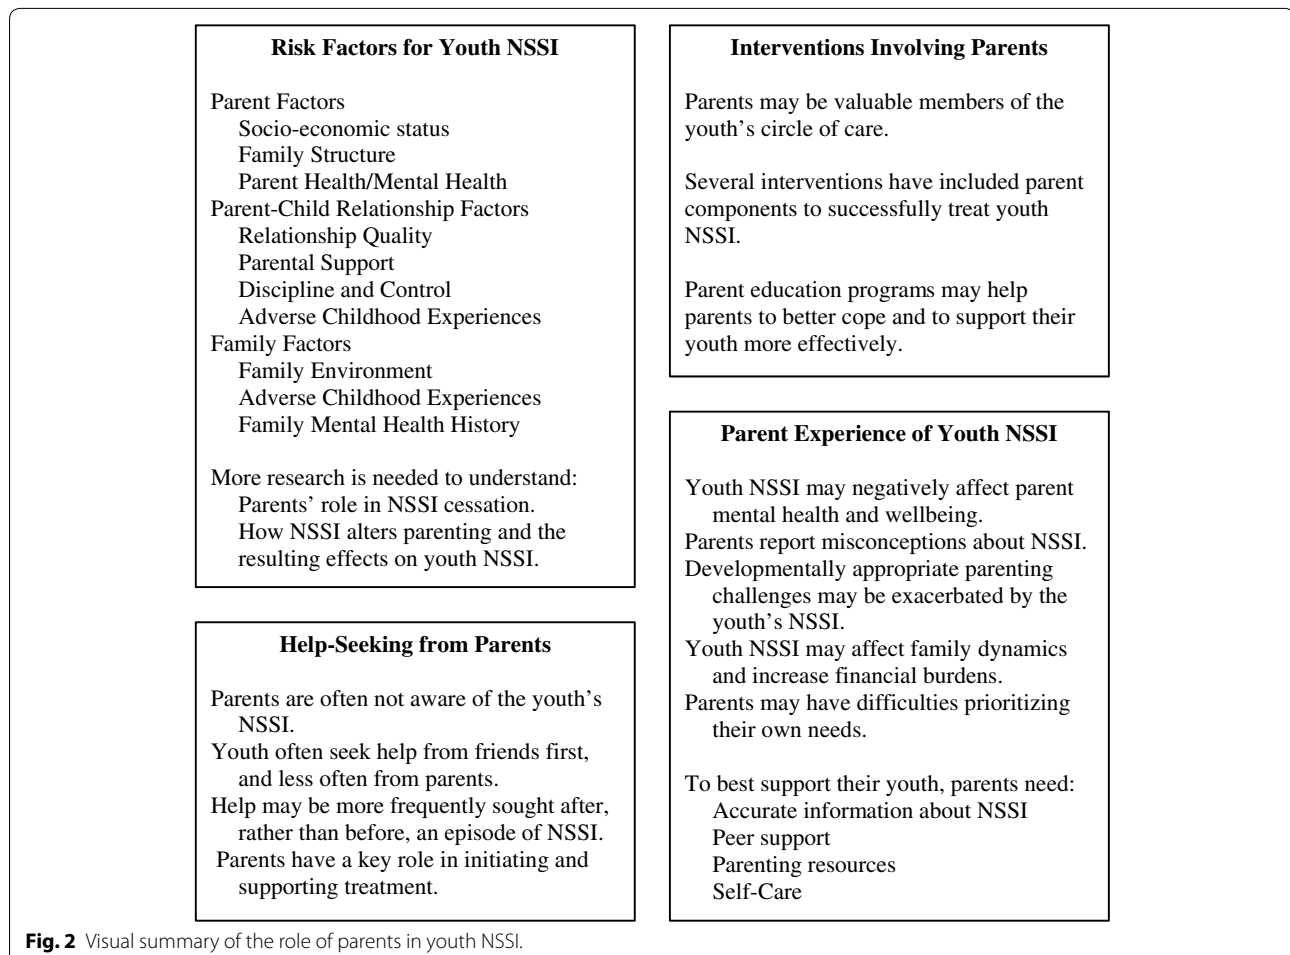 Risk Factors for Youth NSSI
Parent Factors
Socio-economic status
Family Structure
Parent Health/Mental Health
Parent-Child Relationship Factors
Relationship Quality
Parental Support
Discipline and Control
Adverse Childhood Experiences
Family Factors
Family Environment
Adverse Childhood Experiences
Family Mental Health History
More research is needed to understand:
Parents’ role in NSSI cessation.
How NSSI alters parenting and the
resulting effects on youth NSSI.
Help-Seeking from Parents
Parents are often not aware of the youth’s
NSSI.
Youth often seek help from friends first,
and less often from parents.
Help may be more frequently sought after,
rather than before, an episode of NSSI.
Parents have a key role in initiating and
supporting treatment.
Interventions Involving Parents
Parents may be valuable members of the
youth’s circle of care.
Several interventions have included parent
components to successfully treat youth
NSSI.
Parent education programs may help
parents to better cope and to support their
youth more effectively.
Parent Experience of Youth NSSI
Youth NSSI may negatively affect parent
mental health and wellbeing.
Parents report misconceptions about NSSI.
Developmentally appropriate parenting
challenges may be exacerbated by the
youth’s NSSI.
Youth NSSI may affect family dynamics
and increase financial burdens.
Parents may have difficulties prioritizing
their own needs.
To best support their youth, parents need:
Accurate information about NSSI
Peer support
Parenting resources
Self-Care
Fig. 2 Visual summary of the role of parents in youth NSSI.